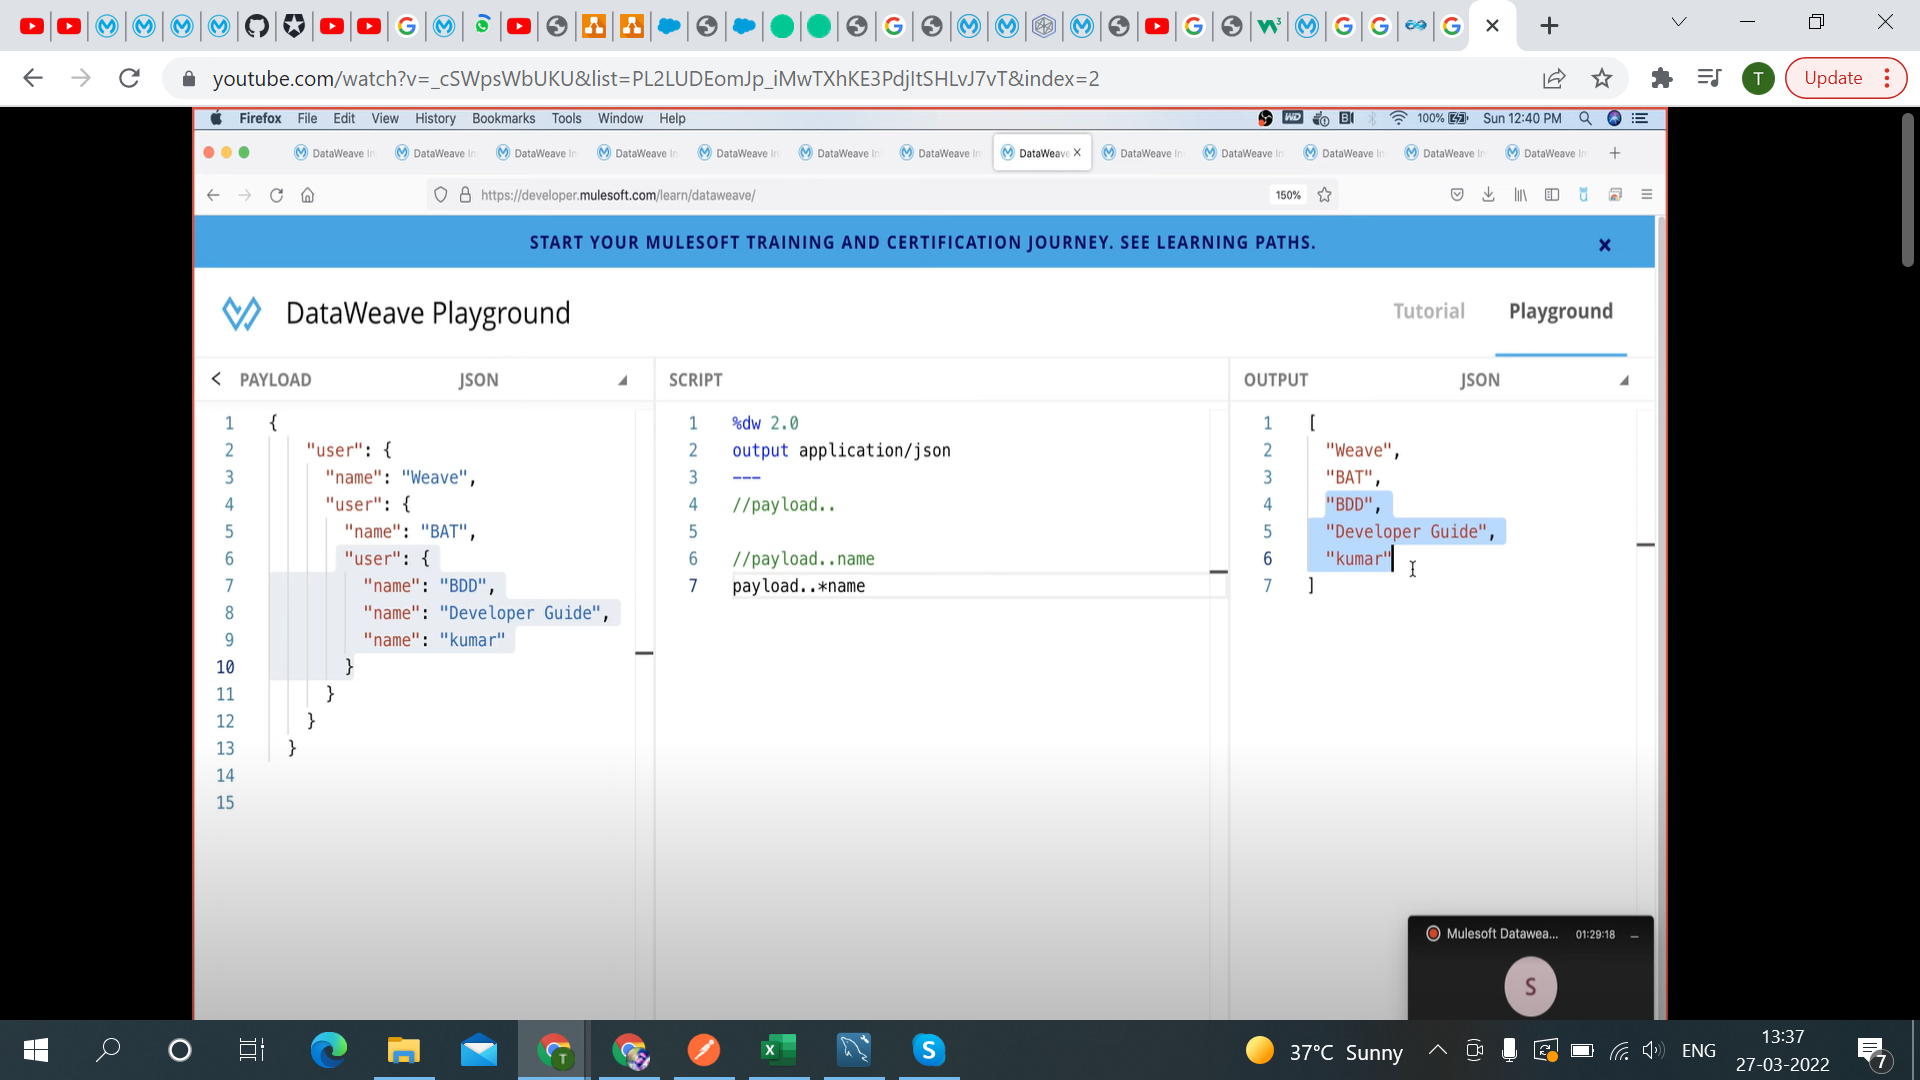 youtube.com/watch?v=_cSWpsWbUKU&list=PL2LUDEomJp_iMwTXhKE3PdjItSHLvJ7vT&index=2
T
Update
Firefox File Edit View History Bookmarks Tools Window Help
100% Sun 12:40 PM
DataWeave In DataWeave In DataWeave In DataWeave In DataWeave In DataWeave In DataWeave In DataWeave DataWeave In DataWeave In DataWeave In DataWeave In DataWeave In
https://developer.mulesoft.com/learn/dataweave/
150%
START YOUR MULESOFT TRAINING AND CERTIFICATION JOURNEY. SEE LEARNING PATHS.
DataWeave Playground
Tutorial
Playground
PAYLOAD JSON
1 {
2 "user": {
3 "name": "Weave",
4 "user": {
5 "name": "BAT",
6 "user": {
7 "name": "BDD",
8 "name": "Developer Guide",
9 "name": "kumar"
10 }
11 }
12 }
13 }
14
15
SCRIPT
1 %dw 2.0
2 output application/json
3 ---
4 //payload..
5
6 //payload..name
7 payload..*name
OUTPUT JSON
1 [
2 "Weave",
3 "BAT",
4 "BDD",
5 "Developer Guide",
6 "kumar"
7 ]
Mulesoft Datawea... 01:29:18
S
37°C Sunny
ENG
13:37
27-03-2022
7